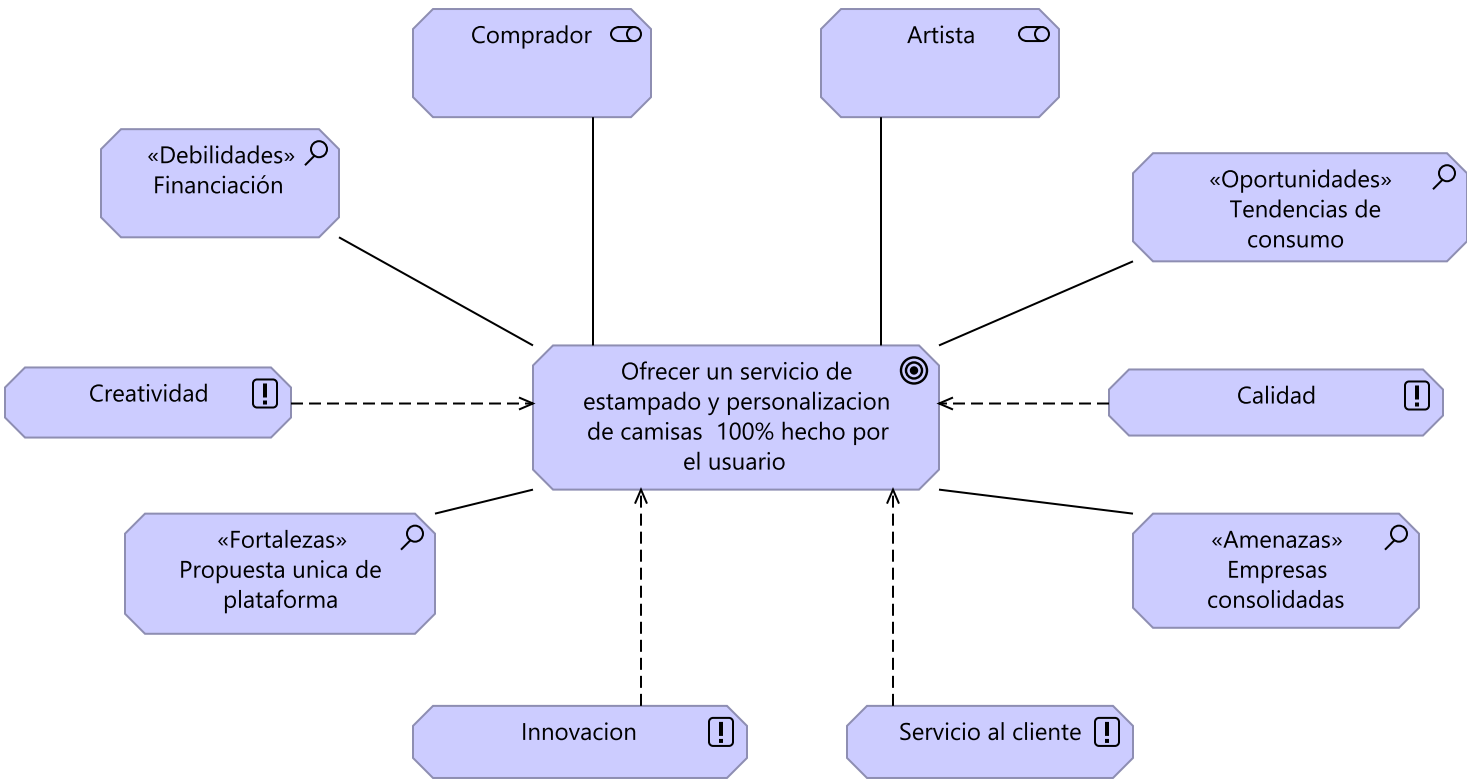 Comprador
Artista
«Debilidades»
Financiación
«Oportunidades»
Tendencias de
consumo
Ofrecer un servicio de
estampado y personalizacion
de camisas  100% hecho por
el usuario
Creatividad
Calidad
«Fortalezas»
Propuesta unica de
plataforma
«Amenazas»
Empresas
consolidadas
Innovacion
Servicio al cliente